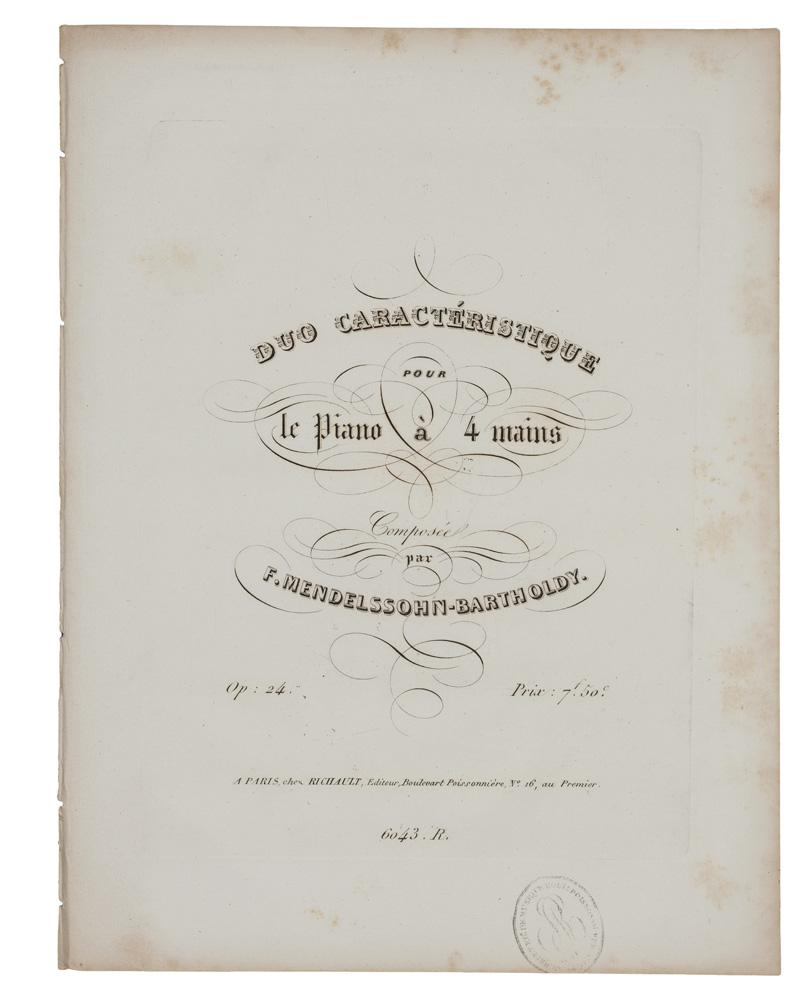 DUO CARACTÉRISTIQUE
POUR
le Piano à 4 mains
Composée
par
F. MENDELSSOHN-BARTHOLDY.
Op: 24. Prix: 7f. 50c.
A PARIS, chez RICHAULT, Editeur, Boulevart Poissonnière, No. 16, au Premier.
6043. R.